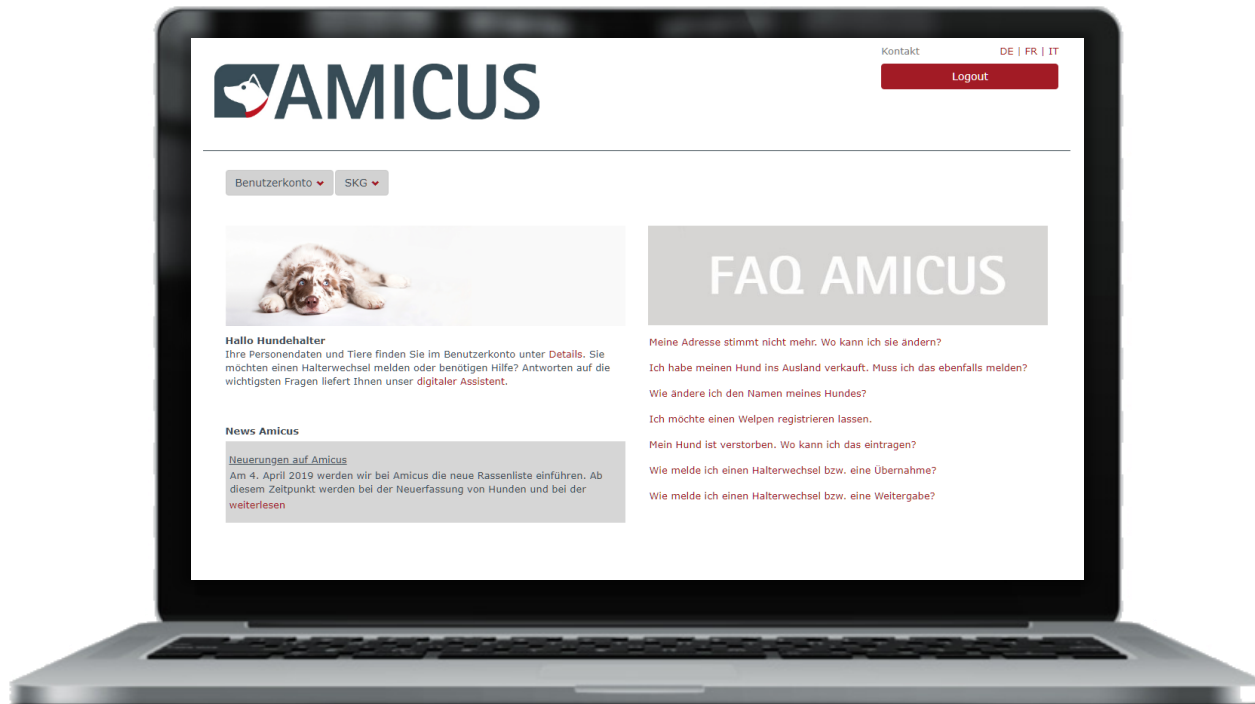 AMICUS
Kontakt
DE | FR | IT
Logout
Benutzerkonto
SKG
Hallo Hundehalter
Ihre Personendaten und Tiere finden Sie im Benutzerkonto unter Details. Sie
möchten einen Halterwechsel melden oder benötigen Hilfe? Antworten auf die
wichtigsten Fragen liefert Ihnen unser digitaler Assistent.
News Amicus
Neuerungen auf Amicus
Am 4. April 2019 werden wir bei Amicus die neue Rassenliste einführen. Ab
diesem Zeitpunkt werden bei der Neuerfassung von Hunden und bei der
weiterlesen
FAQ AMICUS
Meine Adresse stimmt nicht mehr. Wo kann ich sie ändern?
Ich habe meinen Hund ins Ausland verkauft. Muss ich das ebenfalls melden?
Wie ändere ich den Namen meines Hundes?
Ich möchte einen Welpen registrieren lassen.
Mein Hund ist verstorben. Wo kann ich das eintragen?
Wie melde ich einen Halterwechsel bzw. eine Übernahme?
Wie melde ich einen Halterwechsel bzw. eine Weitergabe?